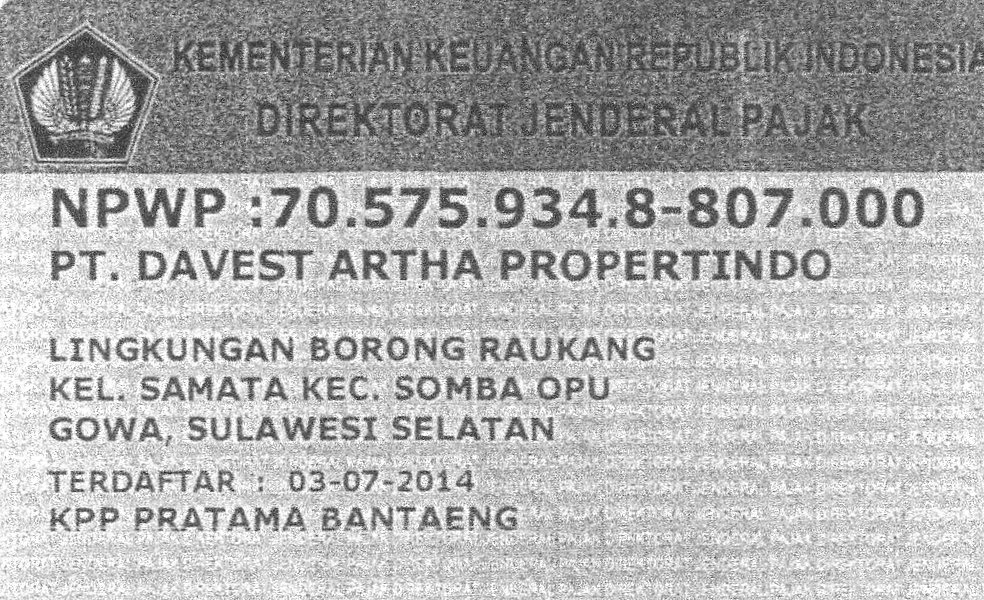 KEMENTERIAN KEUANGAN REPUBLIK INDONESIA
DIREKTORAT JENDERAL PAJAK
NPWP :70.575.934.8-807.000
PT. DAVEST ARTHA PROPERTINDO
LINGKUNGAN BORONG RAUKANG
KEL. SAMATA KEC. SOMBA OPU
GOWA, SULAWESI SELATAN
TERDAFTAR : 03-07-2014
KPP PRATAMA BANTAENG